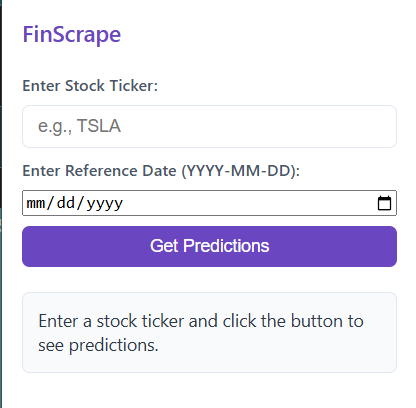 FinScrape
Enter Stock Ticker:
e.g., TSLA
Enter Reference Date (YYYY-MM-DD):
mm/dd/yyyy
Get Predictions
Enter a stock ticker and click the button to
see predictions.